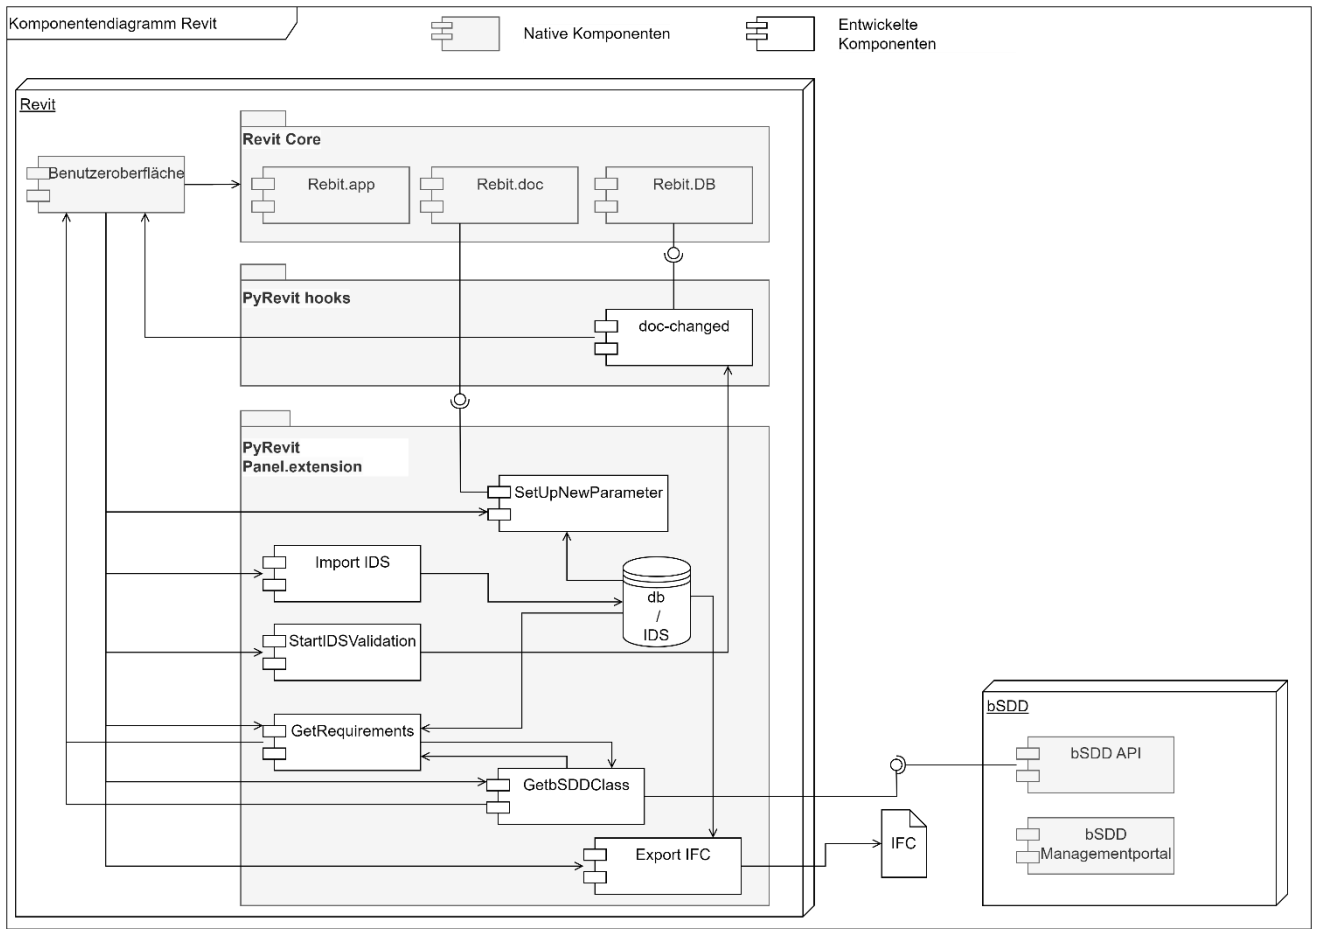 Komponentendiagramm Revit
Native Komponenten
Entwickelte
Komponenten
Revit
Benutzeroberfläche
Revit Core
Rebit.app
Rebit.doc
Rebit.DB
PyRevit hooks
doc-changed
PyRevit
Panel.extension
SetUpNewParameter
Import IDS
db
/
IDS
StartIDSValidation
GetRequirements
GetbSDDClass
Export IFC
IFC
bSDD
bSDD API
bSDD
Managementportal